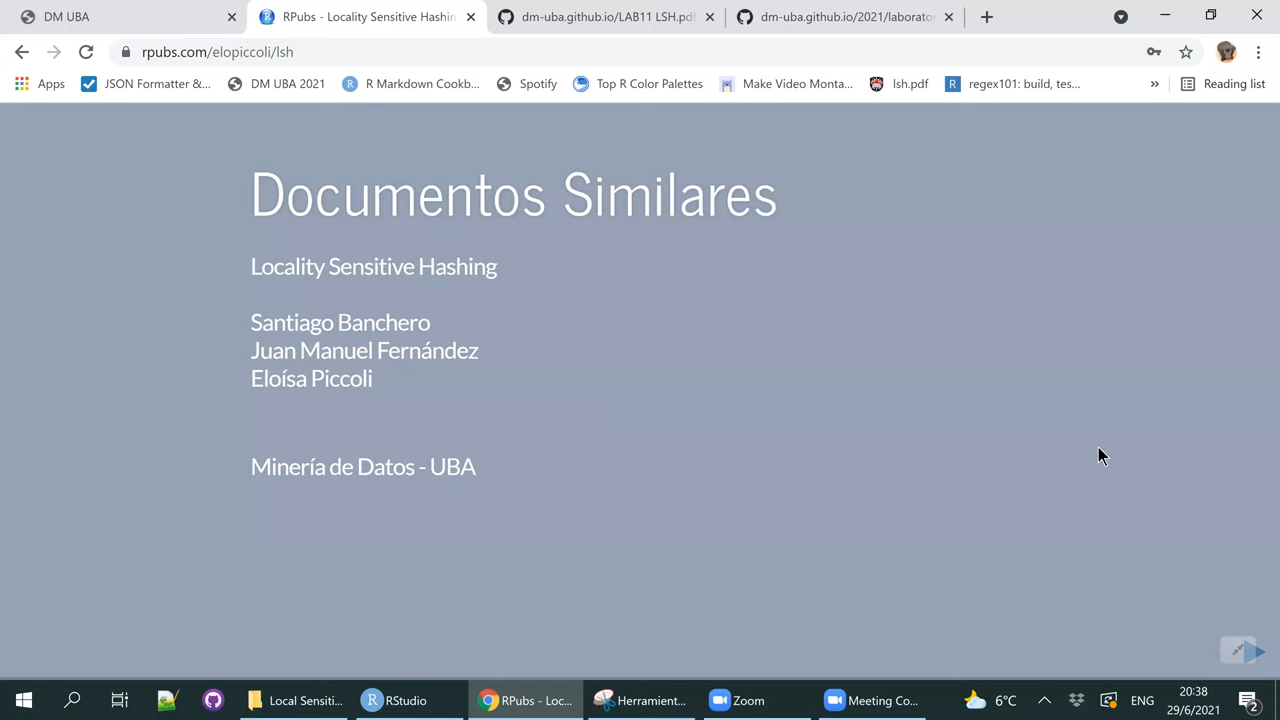 DM UBA
RPubs - Locality Sensitive Hashin
dm-uba.github.io/LAB11 LSH.pdf
dm-uba.github.io/2021/laborator
rpubs.com/elopiccoli/lsh
Apps
JSON Formatter &...
DM UBA 2021
R Markdown Cookb...
Spotify
Top R Color Palettes
Make Video Monta...
lsh.pdf
regex101: build, tes...
»
Reading list
Documentos Similares
Locality Sensitive Hashing
Santiago Banchero
Juan Manuel Fernández
Eloísa Piccoli
Minería de Datos - UBA
Local Sensiti...
RStudio
RPubs - Loc...
Herramient...
Zoom
Meeting Co...
6°C
ENG
20:38
29/6/2021
2